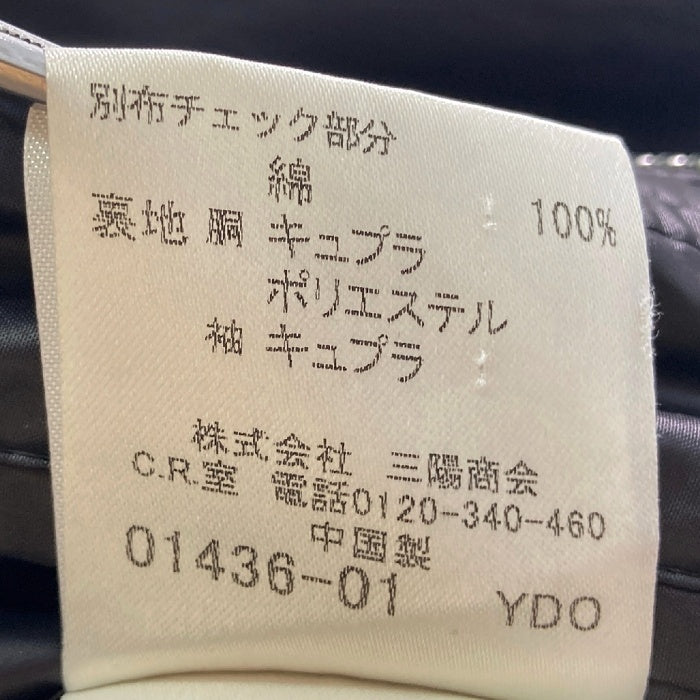 別布チェック部分
綿 100%
裏地 胴 キュプラ
ポリエステル
袖 キュプラ
株式会社 三陽商会
C.R.室 電話0120-340-460
中国製
01436-01 YDO